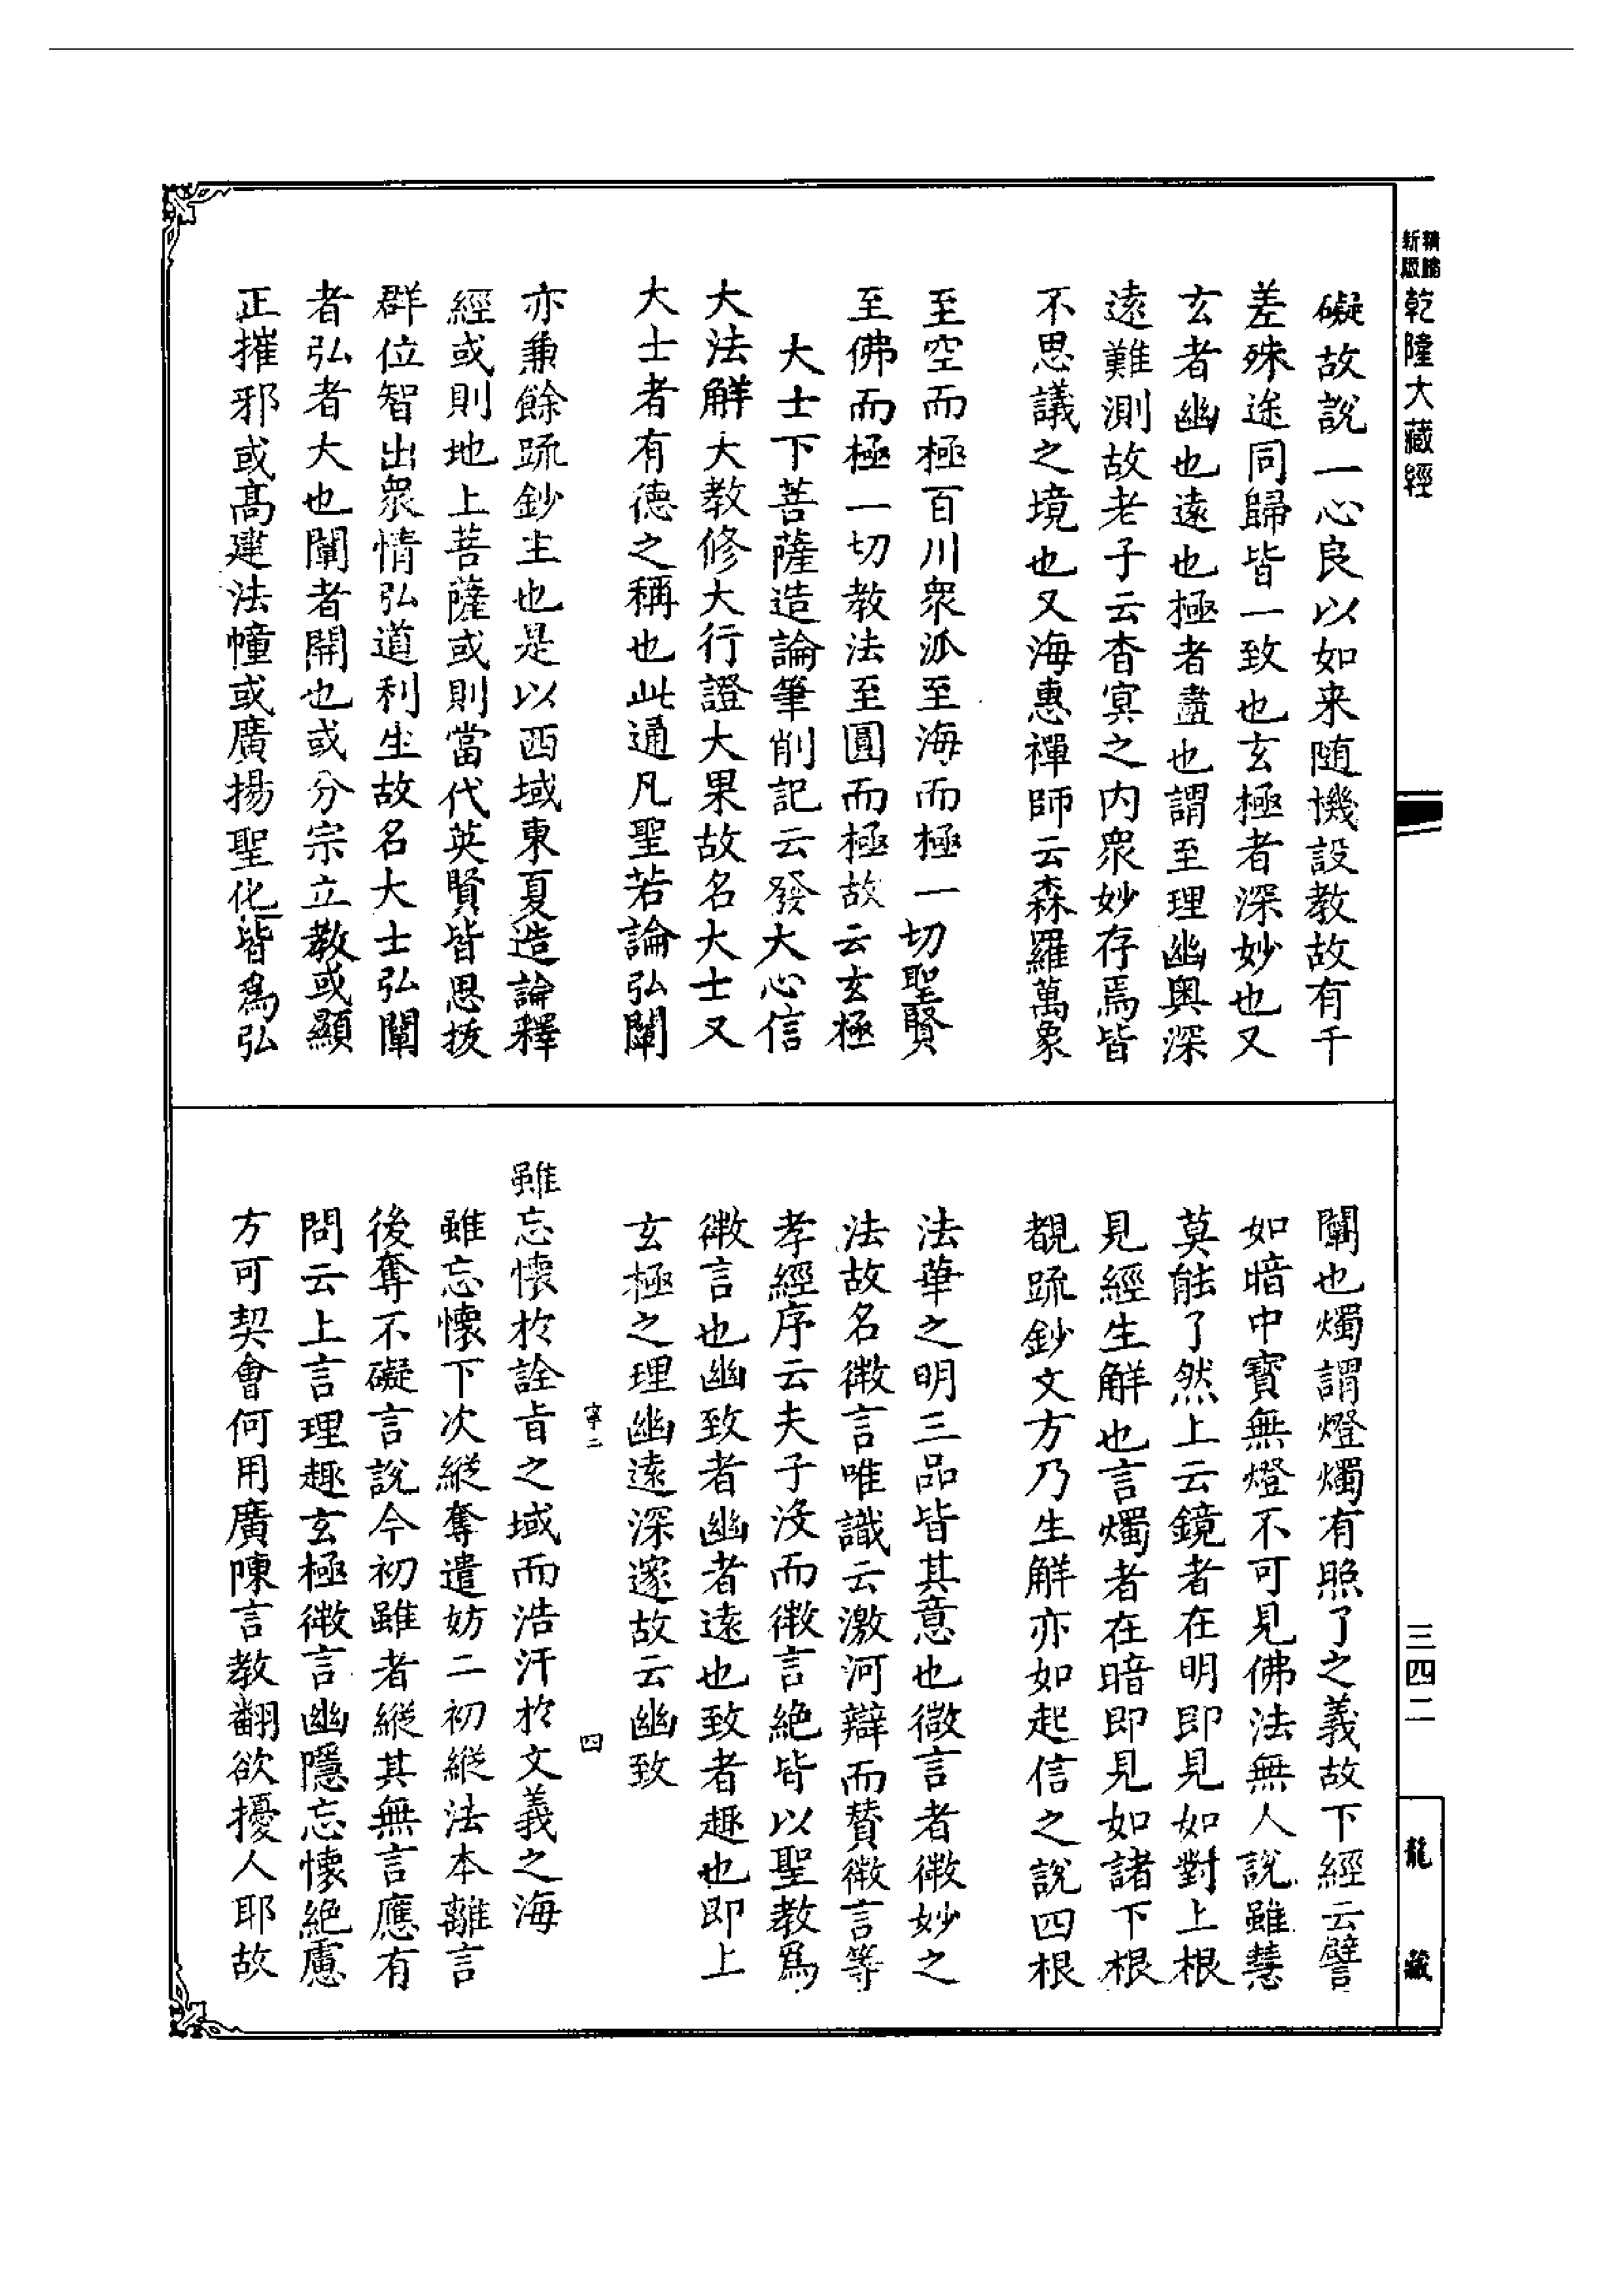 新版
精縮
乾隆大藏經
礙故說一心良以如来随機設教故有千
差殊途同歸皆一致也玄極者深妙也又
玄者幽也遠也極者盡也謂至理幽奥深
遠難測故老子云杳冥之内衆妙存焉皆
不思議之境也又海惠禪師云森羅萬象
至空而極百川衆派至海而極一切聖賢
至佛而極一切教法至圓而極故云玄極
大士下菩薩造論筆削記云發大心信
大法解大教修大行證大果故名大士又
大士者有德之稱也此通凡聖若論弘闡
亦兼餘䟽鈔主也是以西域東夏造論釋
經或則地上菩薩或則當代英賢皆思拔
群位智出衆情弘道利生故名大士弘闡
者弘者大也闡者開也或分宗立教或顯
正摧邪或高建法幢或廣揚聖化皆爲弘
闡也燭謂燈燭有照了之義故下經云譬
如暗中寶無燈不可見佛法無人說雖慧
莫能了然上云鏡者在明即見如對上根
見經生解也言燭者在暗即見如諸下根
覩䟽鈔文方乃生解亦如起信之說四根
法華之明三品皆其意也微言者微妙之
法故名微言唯識云激河辯而賛微言等
孝經序云夫子没而微言絶皆以聖教爲
微言也幽致者幽者遠也致者趣也即上
玄極之理幽遠深邃故云幽致
寧二
四
雖忘懷於詮旨之域而浩汗於文義之海
雖忘懷下次縱奪遣妨二初縱法本離言
後奪不礙言說今初雖者縱其無言應有
問云上言理趣玄極微言幽隱忘懷絶慮
方可契會何用廣陳言教翻欲擾人耶故
三四二
龍
藏